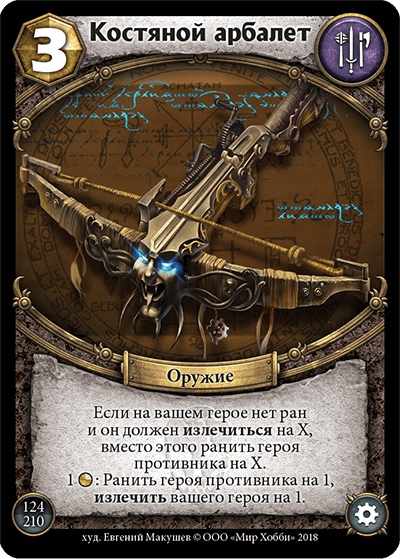 3
Костяной арбалет
ACHATAN
Оружие
Если на вашем герое нет ран
и он должен излечиться на X,
вместо этого ранить героя
противника на X.
1 : Ранить героя противника на 1,
излечить вашего героя на 1.
124
210
худ. Евгений Макушев © ООО «Мир Хобби» 2018